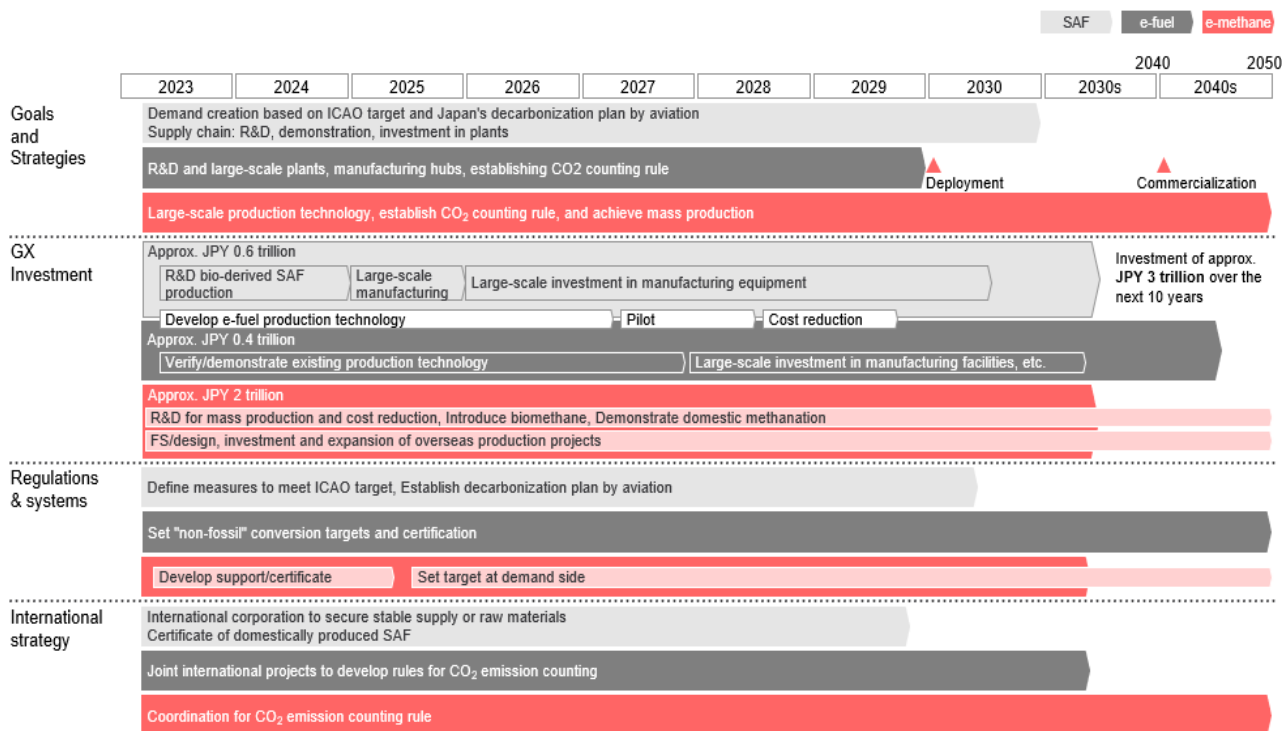 SAF e-fuel e-methane
2040 2050
2023 2024 2025 2026 2027 2028 2029 2030 2030s 2040s
Goals
and
Strategies
Demand creation based on ICAO target and Japan's decarbonization plan by aviation
Supply chain: R&D, demonstration, investment in plants
R&D and large-scale plants, manufacturing hubs, establishing CO2 counting rule
Deployment
Commercialization
Large-scale production technology, establish CO₂ counting rule, and achieve mass production
GX
Investment
Approx. JPY 0.6 trillion
R&D bio-derived SAF
production
Large-scale
manufacturing
Large-scale investment in manufacturing equipment
Investment of approx.
JPY 3 trillion over the
next 10 years
Develop e-fuel production technology
Pilot
Cost reduction
Approx. JPY 0.4 trillion
Verify/demonstrate existing production technology
Large-scale investment in manufacturing facilities, etc.
Approx. JPY 2 trillion
R&D for mass production and cost reduction, Introduce biomethane, Demonstrate domestic methanation
FS/design, investment and expansion of overseas production projects
Regulations
& systems
Define measures to meet ICAO target, Establish decarbonization plan by aviation
Set "non-fossil" conversion targets and certification
Develop support/certificate
Set target at demand side
International
strategy
International corporation to secure stable supply or raw materials
Certificate of domestically produced SAF
Joint international projects to develop rules for CO₂ emission counting
Coordination for CO₂ emission counting rule